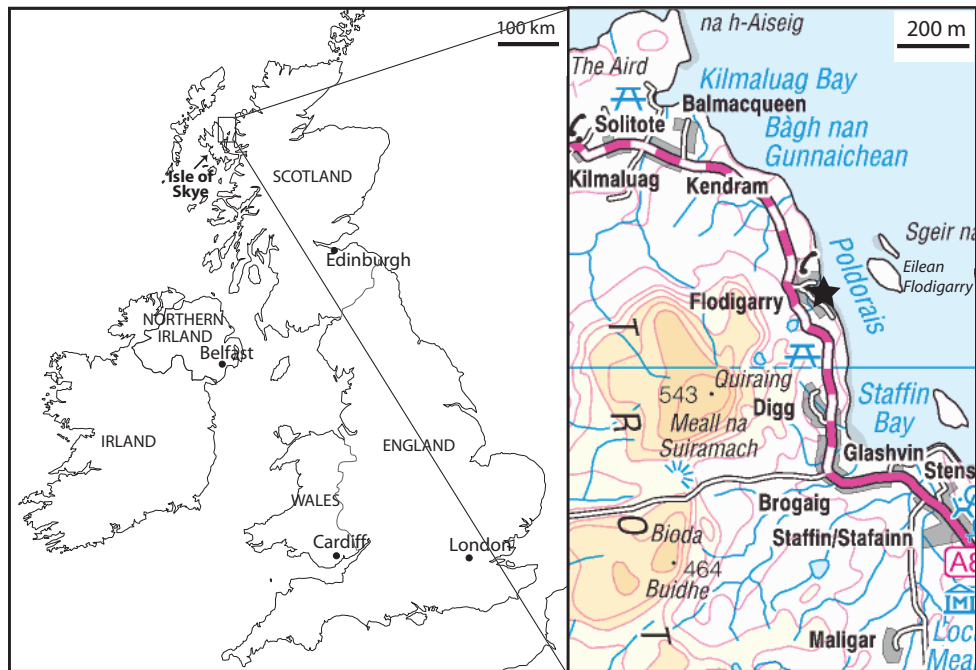 100 km
Isle of
Skye
SCOTLAND
Edinburgh
NORTHERN
IRLAND
Belfast
IRLAND
ENGLAND
WALES
Cardiff
London
200 m
na h-Aiseig
The Aird
Kilmaluag Bay
Balmacqueen
Solitote
Bàgh nan
Gunnaichean
Kilmaluag
Kendram
Sgeir na
Poldorais
Eilean
Flodigarry
Flodigarry
T
Quiraing
543
Meall na
Suiramach
Digg
Staffin
Bay
R
Glashvin
Stens
Brogaig
O
Staffin/Stafainn
Bioda
464
Buidhe
A8
T
Maligar
Loc
Mea